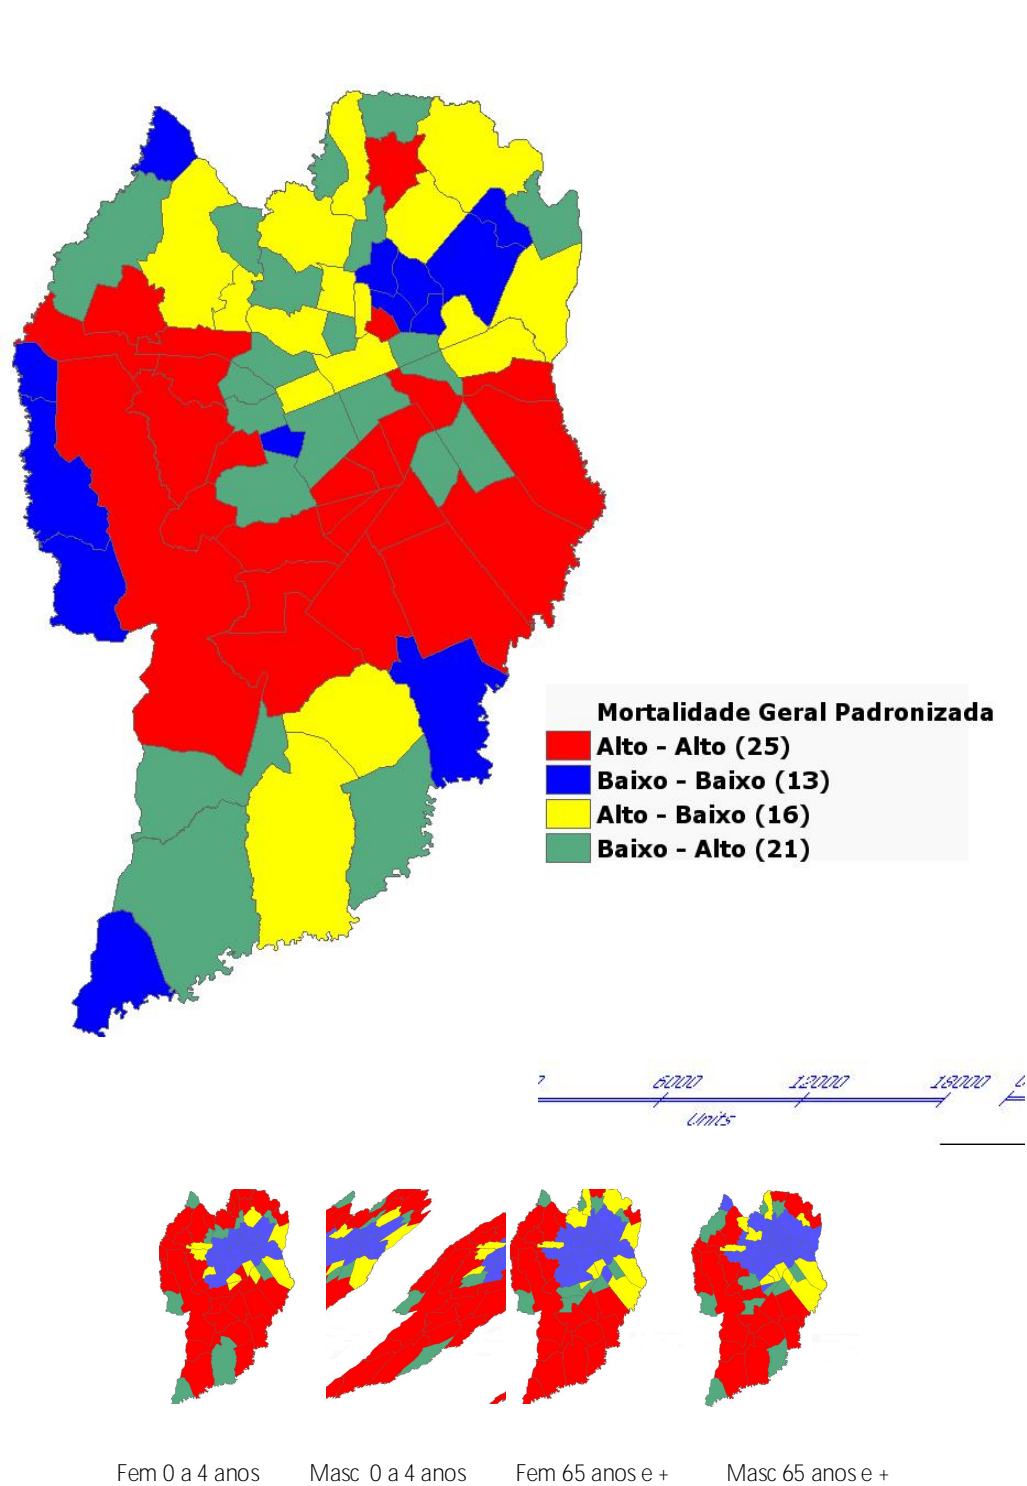 Mortalidade Geral Padronizada
Alto - Alto (25)
Baixo - Baixo (13)
Alto - Baixo (16)
Baixo - Alto (21)
6000 12000 18000
Units
Fem 0 a 4 anos Masc 0 a 4 anos Fem 65 anos e + Masc 65 anos e +